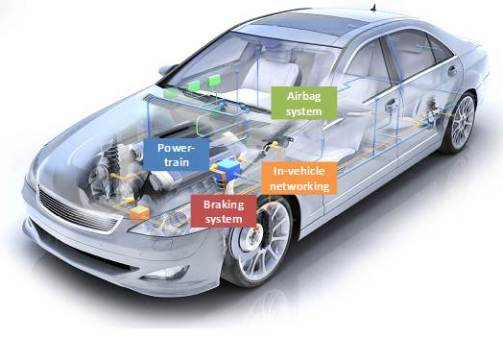 Airbag
system
Power-
train
In-vehicle
networking
Braking
system